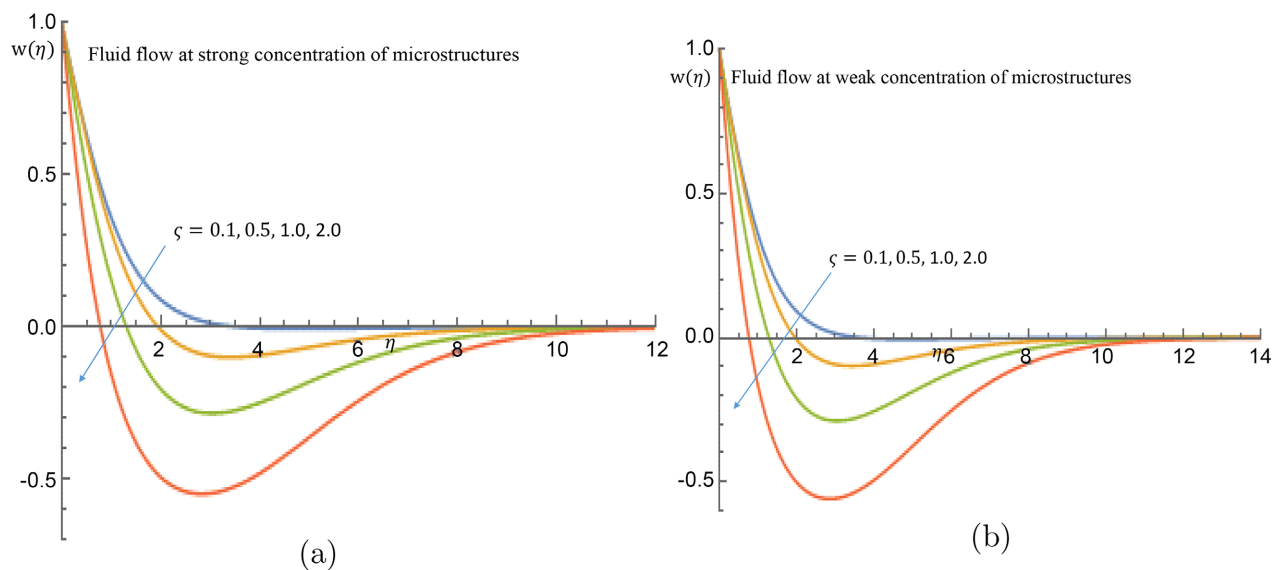 1.0
w(η)
Fluid flow at strong concentration of microstructures
0.5
ς = 0.1, 0.5, 1.0, 2.0
0.0
2 4 6 η 8 10 12
-0.5
(a)
1.0
w(η)
Fluid flow at weak concentration of microstructures
0.5
ς = 0.1, 0.5, 1.0, 2.0
0.0
2 4 η6 8 10 12 14
-0.5
(b)